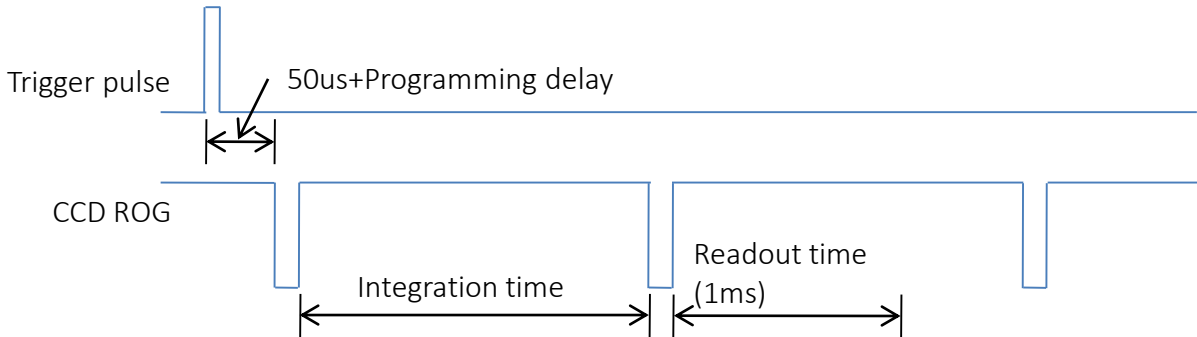 Trigger pulse
50us+Programming delay
CCD ROG
Integration time
Readout time
(1ms)